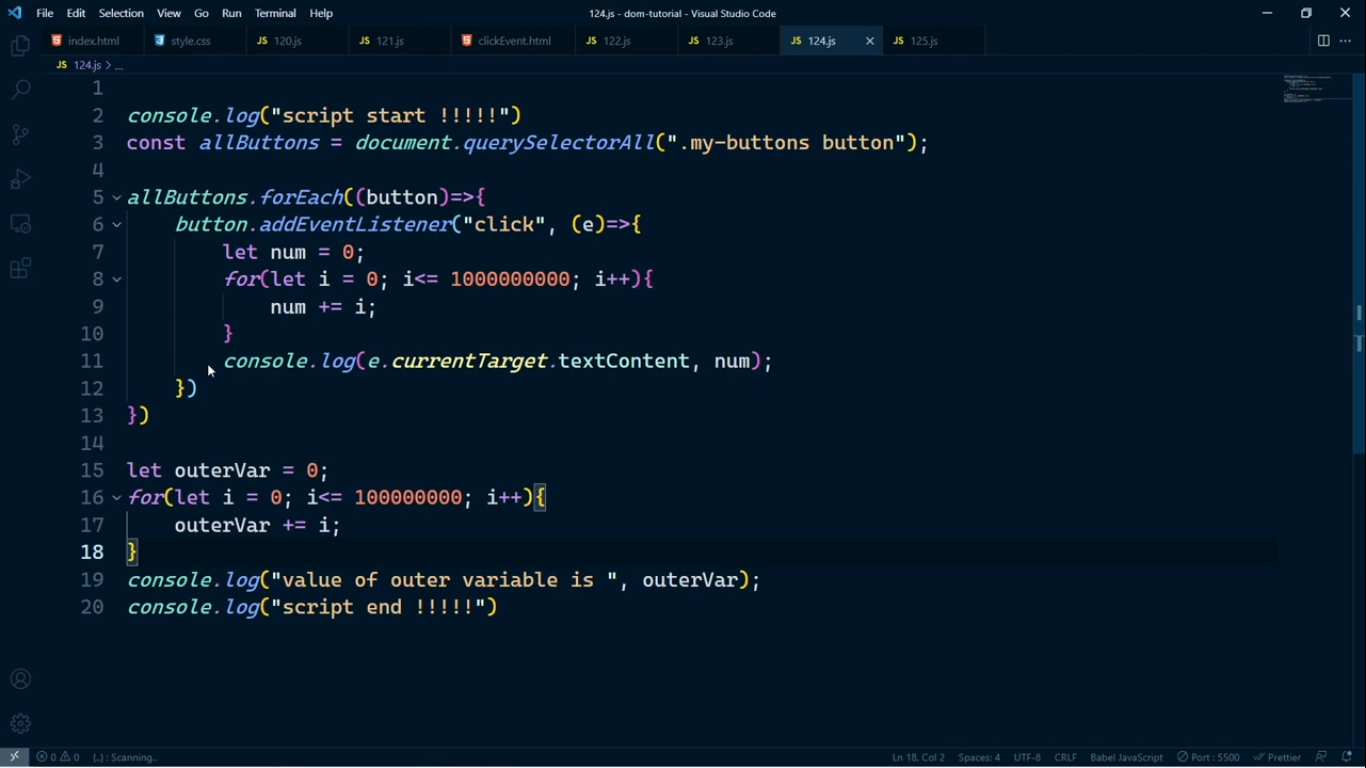 File Edit Selection View Go Run Terminal Help 124.js - dom-tutorial - Visual Studio Code
index.html style.css JS 120.js JS 121.js clickEvent.html JS 122.js JS 123.js JS 124.js JS 125.js
JS 124.js > ...
1
2 console.log("script start !!!!!")
3 const allButtons = document.querySelectorAll(".my-buttons button");
4
5 allButtons.forEach((button)=>{
6 button.addEventListener("click", (e)=>{
7 let num = 0;
8 for(let i = 0; i<= 1000000000; i++){
9 num += i;
10 }
11 console.log(e.currentTarget.textContent, num);
12 })
13 })
14
15 let outerVar = 0;
16 for(let i = 0; i<= 100000000; i++){
17 outerVar += i;
18 }
19 console.log("value of outer variable is ", outerVar);
20 console.log("script end !!!!!")
0 0 {..} : Scanning.. Ln 18, Col 2 Spaces: 4 UTF-8 CRLF Babel JavaScript Port : 5500 Prettier